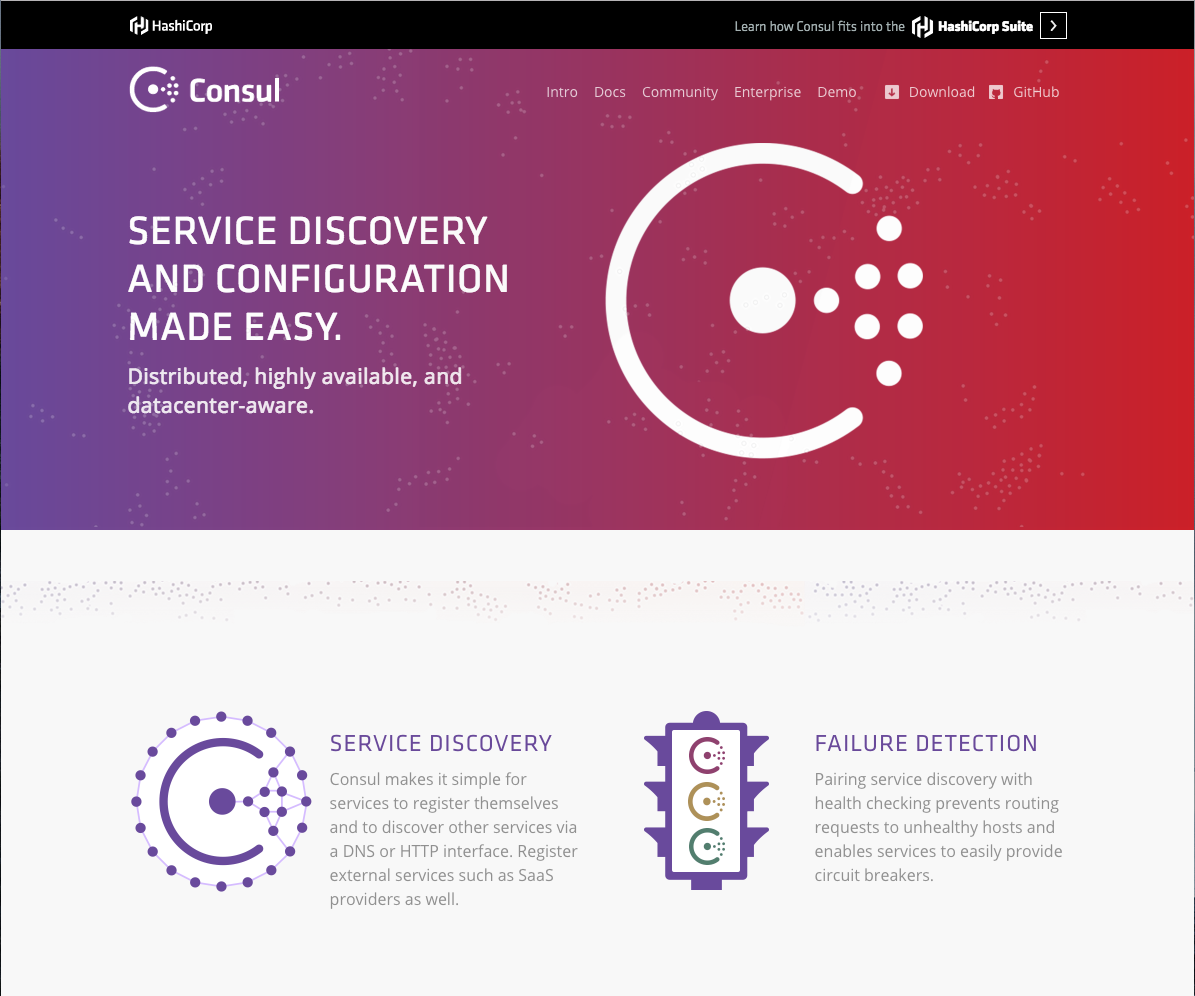 HashiCorp
Learn how Consul fits into the HashiCorp Suite
Consul
Intro Docs Community Enterprise Demo Download GitHub
SERVICE DISCOVERY
AND CONFIGURATION
MADE EASY.
Distributed, highly available, and
datacenter-aware.
SERVICE DISCOVERY
Consul makes it simple for
services to register themselves
and to discover other services via
a DNS or HTTP interface. Register
external services such as SaaS
providers as well.
FAILURE DETECTION
Pairing service discovery with
health checking prevents routing
requests to unhealthy hosts and
enables services to easily provide
circuit breakers.